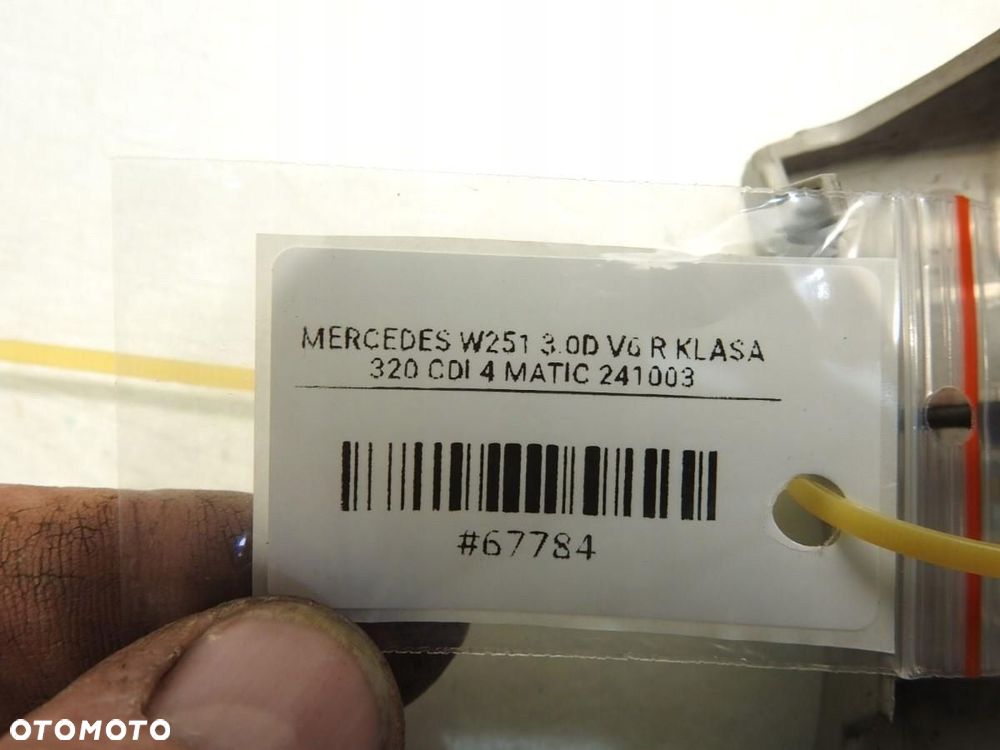 MERCEDES W251 3.0D V6 R KLASA
320 CDI 4 MATIC 241003
#67784
OTOMOTO